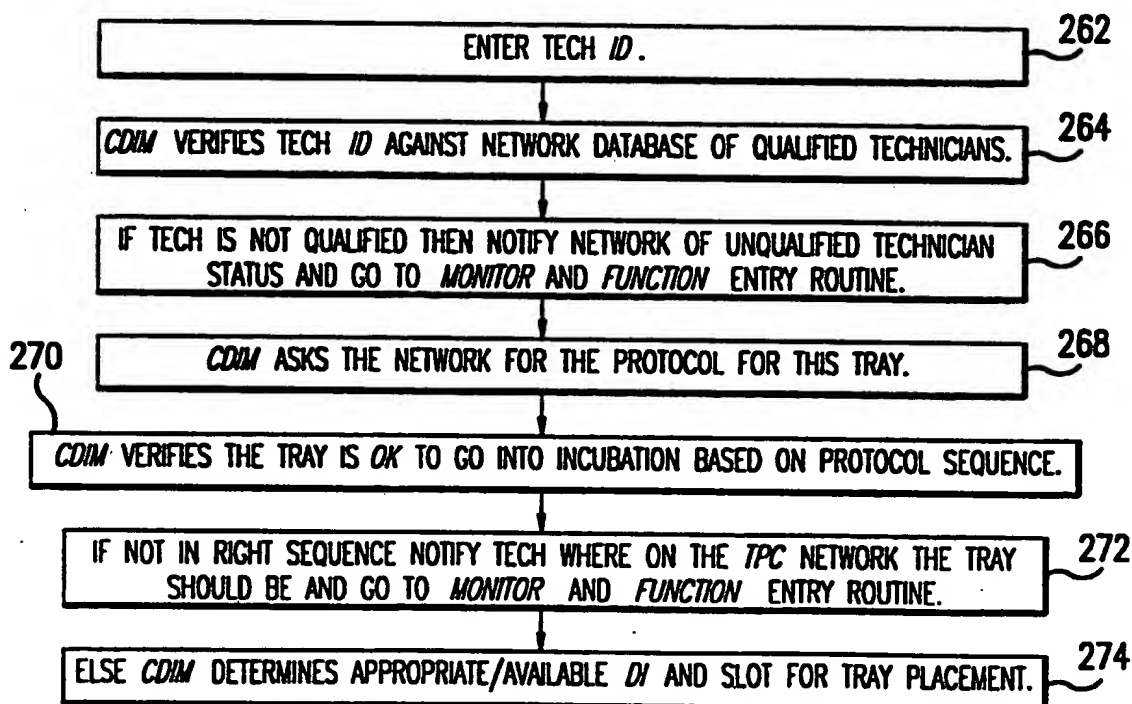 ENTER TECH ID.
262
CDIM VERIFIES TECH ID AGAINST NETWORK DATABASE OF QUALIFIED TECHNICIANS.
264
IF TECH IS NOT QUALIFIED THEN NOTIFY NETWORK OF UNQUALIFIED TECHNICIAN
STATUS AND GO TO MONITOR AND FUNCTION ENTRY ROUTINE.
266
CDIM ASKS THE NETWORK FOR THE PROTOCOL FOR THIS TRAY.
268
270
CDIM VERIFIES THE TRAY IS OK TO GO INTO INCUBATION BASED ON PROTOCOL SEQUENCE.
IF NOT IN RIGHT SEQUENCE NOTIFY TECH WHERE ON THE TPC NETWORK THE TRAY
SHOULD BE AND GO TO MONITOR AND FUNCTION ENTRY ROUTINE.
272
ELSE CDIM DETERMINES APPROPRIATE/AVAILABLE DI AND SLOT FOR TRAY PLACEMENT.
274